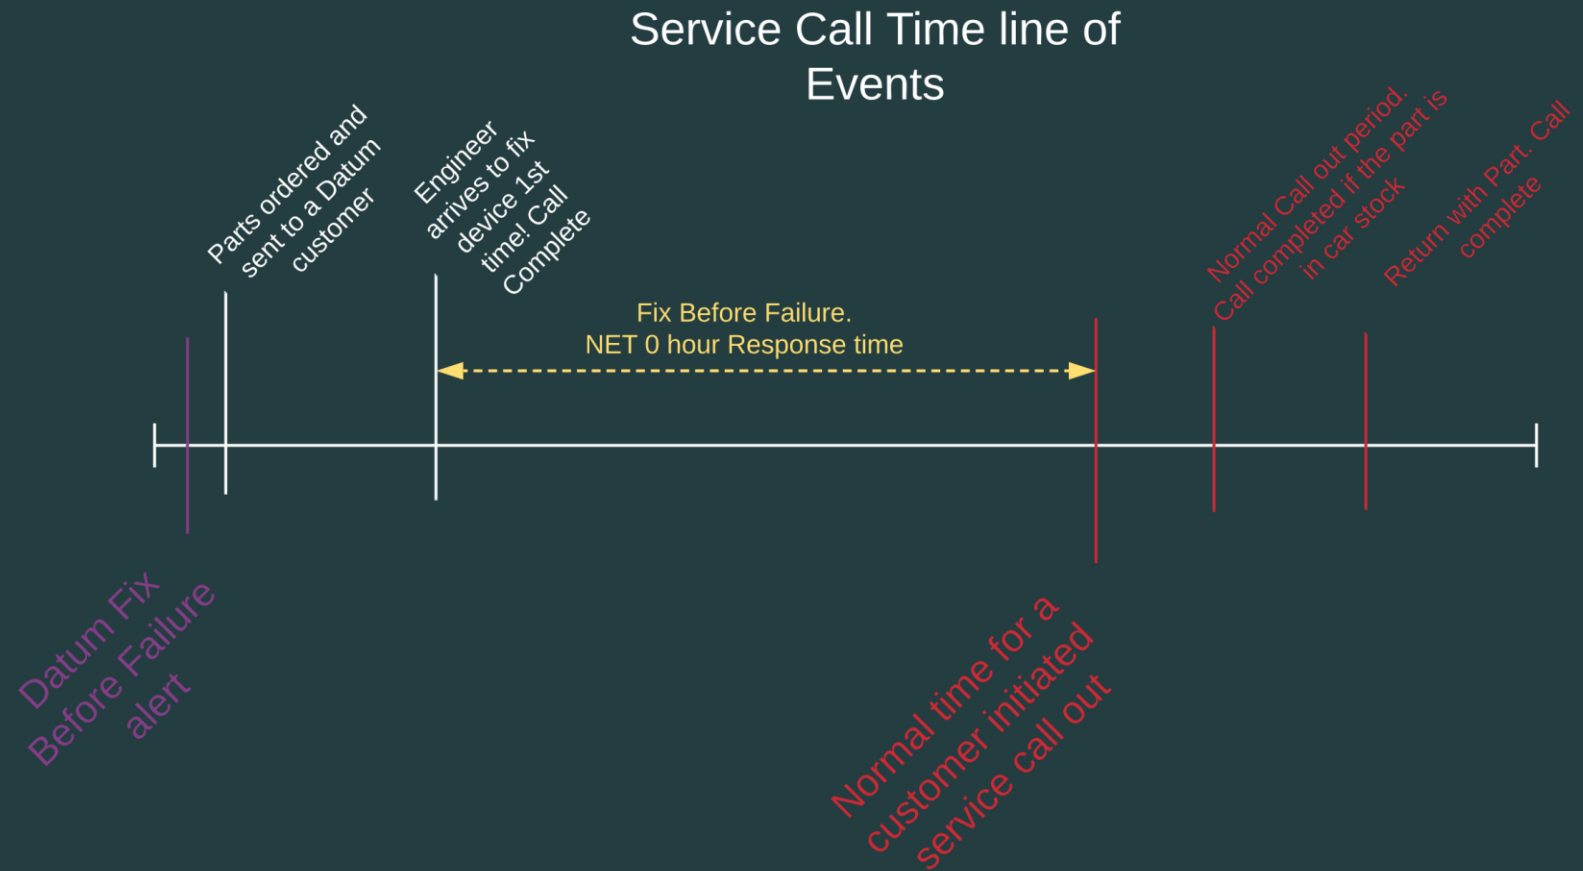 Service Call Time line of
Events
Parts ordered and
sent to a Datum
customer
Engineer
arrives to fix
device 1st
time! Call
Complete
Fix Before Failure.
NET 0 hour Response time
Normal Call out period.
Call completed if the part is
in car stock
Return with Part. Call
complete
Datum Fix
Before Failure
alert
Normal time for a
customer initiated
service call out